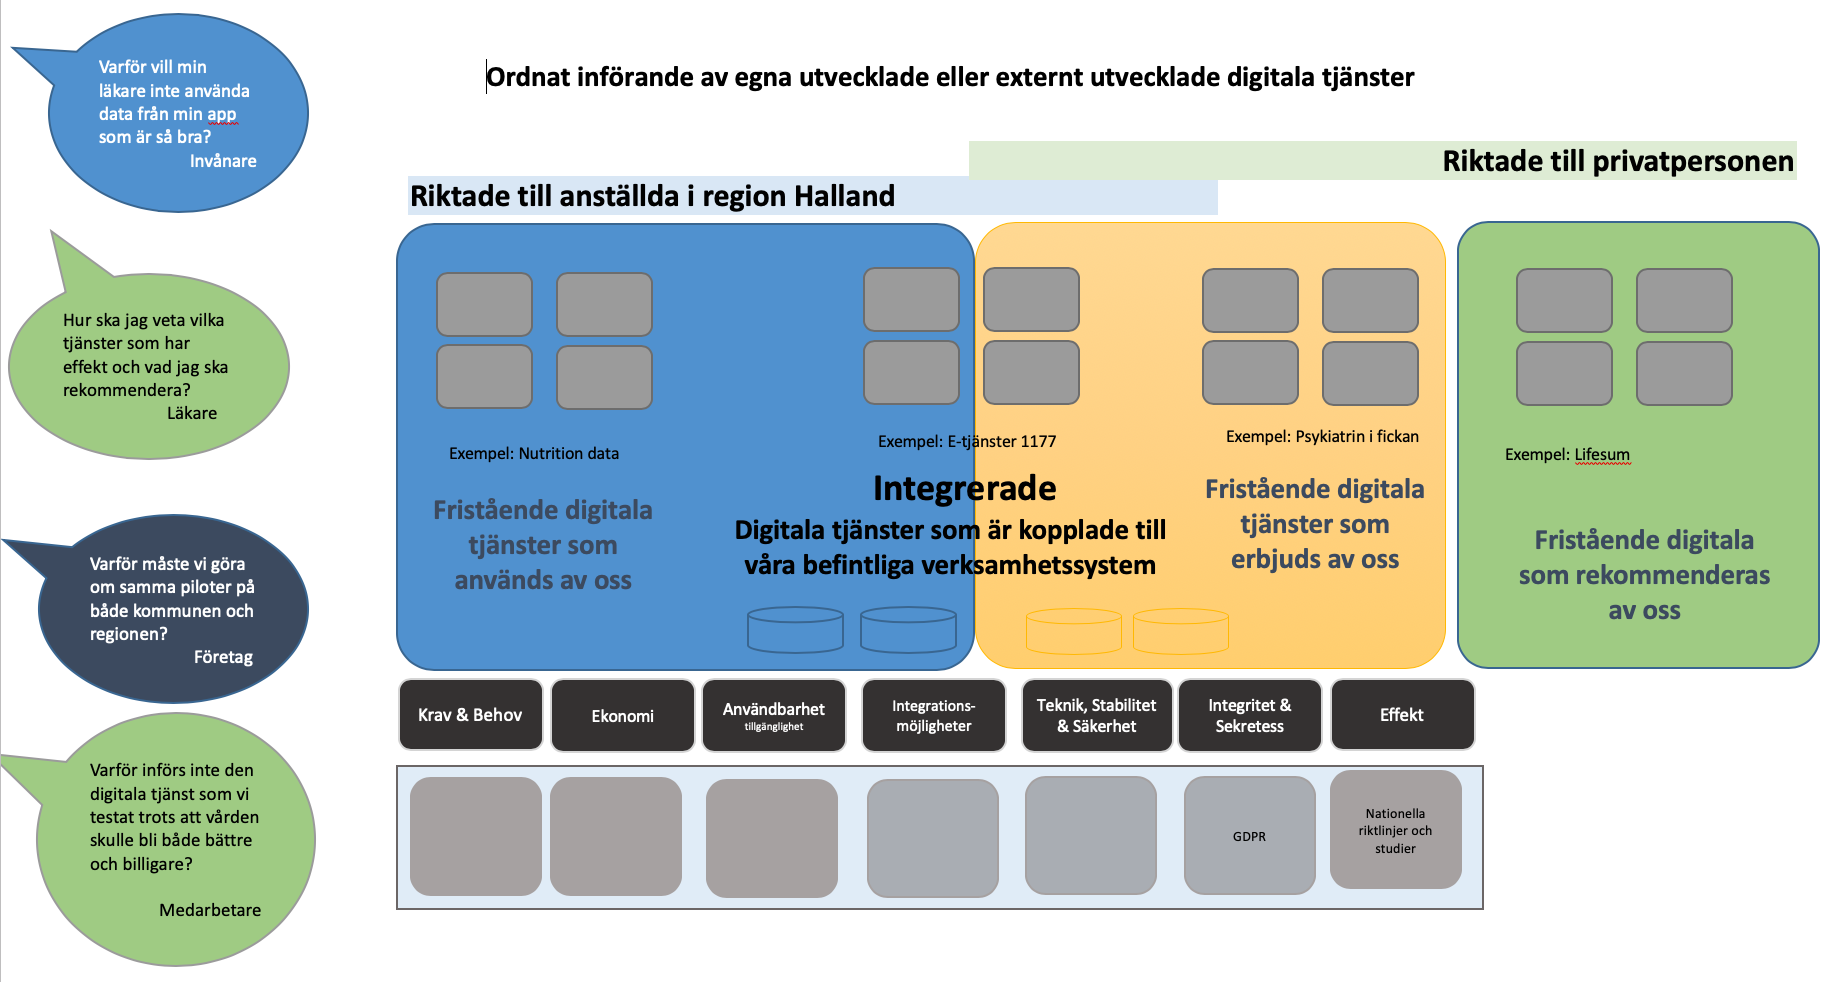 Varför vill min
läkare inte använda
data från min app
som är så bra?
Invånare
Hur ska jag veta vilka
tjänster som har
effekt och vad jag ska
rekommendera?
Läkare
Varför måste vi göra
om samma piloter på
både kommunen och
regionen?
Företag
Varför införs inte den
digitala tjänst som vi
testat trots att vården
skulle bli både bättre
och billigare?
Medarbetare
Ordnat införande av egna utvecklade eller externt utvecklade digitala tjänster
Riktade till privatpersonen
Riktade till anställda i region Halland
Exempel: Nutrition data
Fristående digitala
tjänster som
används av oss
Exempel: E-tjänster 1177
Integrerade
Digitala tjänster som är kopplade till
våra befintliga verksamhetssystem
Exempel: Psykiatrin i fickan
Fristående digitala
tjänster som
erbjuds av oss
Exempel: Lifesum
Fristående digitala
som rekommenderas
av oss
Krav & Behov
Ekonomi
Användbarhet
tillgänglighet
Integrations-
möjligheter
Teknik, Stabilitet
& Säkerhet
Integritet &
Sekretess
Effekt
GDPR
Nationella
riktlinjer och
studier